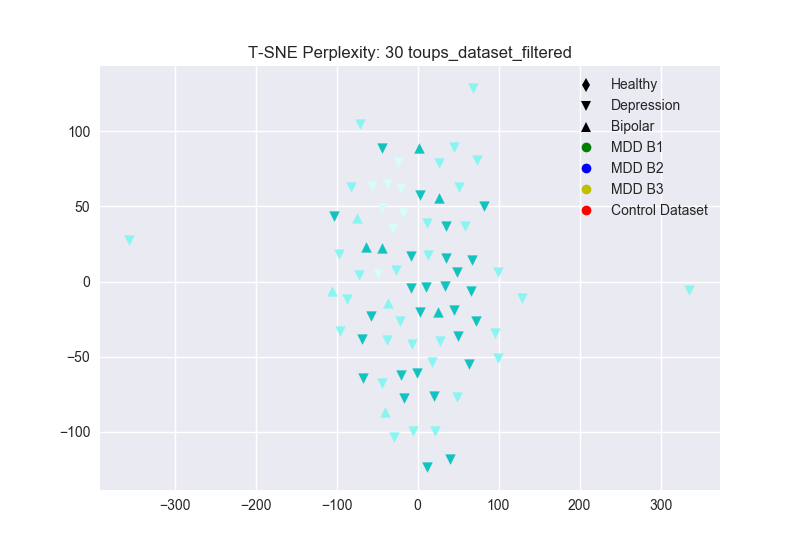 T-SNE Perplexity: 30 toups_dataset_filtered
Healthy
Depression
Bipolar
MDD B1
MDD B2
MDD B3
Control Dataset
100
50
0
−50
−100
−300 −200 −100 0 100 200 300